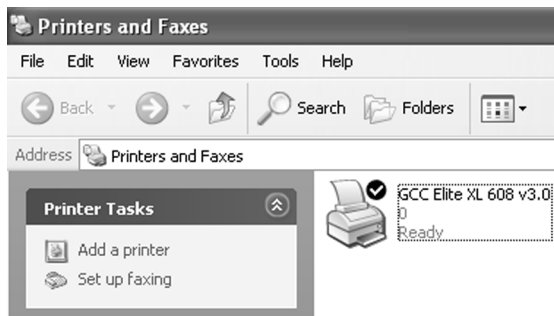 Printers and Faxes
File Edit View Favorites Tools Help
Back Search Folders
Address Printers and Faxes
Printer Tasks
Add a printer
Set up faxing
GCC Elite XL 608 v3.0
0
Ready